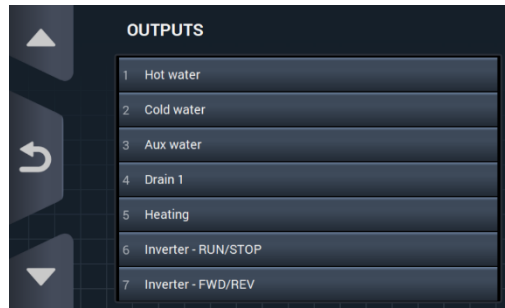 OUTPUTS
1 Hot water
2 Cold water
3 Aux water
4 Drain 1
5 Heating
6 Inverter - RUN/STOP
7 Inverter - FWD/REV